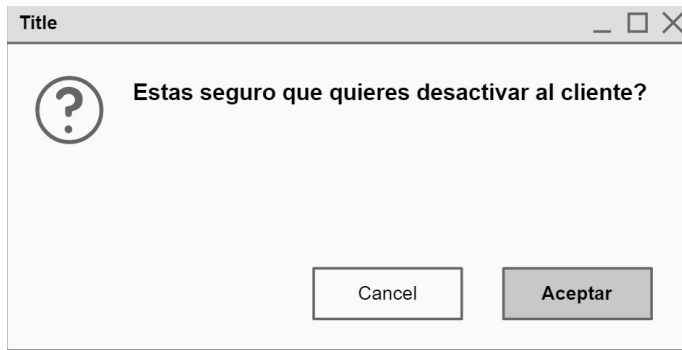 Title
Estas seguro que quieres desactivar al cliente?
Cancel
Aceptar